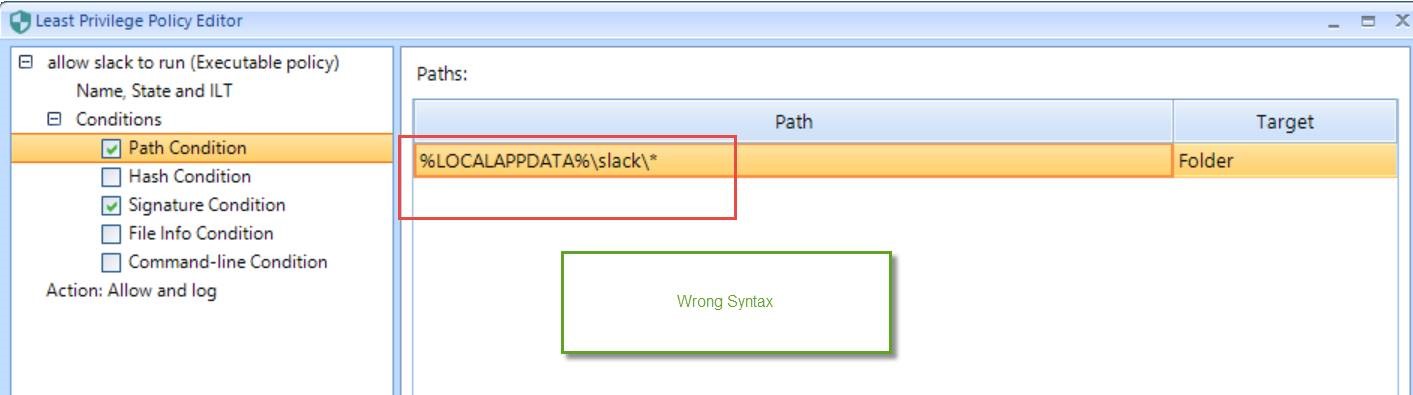 Least Privilege Policy Editor
allow slack to run (Executable policy)
Name, State and ILT
Conditions
Path Condition
Hash Condition
Signature Condition
File Info Condition
Command-line Condition
Action: Allow and log
Paths:
Path Target
%LOCALAPPDATA%\slack\* Folder
Wrong Syntax